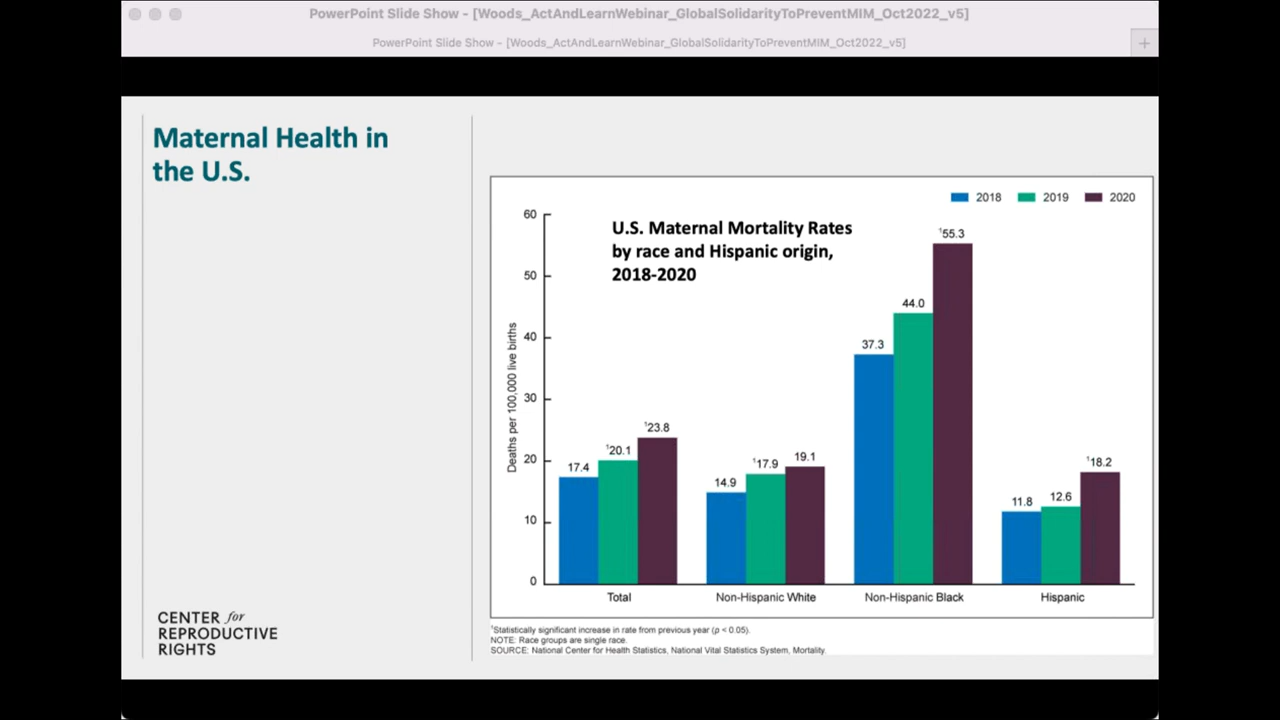 PowerPoint Slide Show - [Woods_ActAndLearnWebinar_GlobalSolidarityToPreventMIM_Oct2022_v5]
PowerPoint Slide Show - [Woods_ActAndLearnWebinar_GlobalSolidarityToPreventMIM_Oct2022_v5]
+
Maternal Health in
the U.S.
CENTER for
REPRODUCTIVE
RIGHTS
2018 2019 2020
U.S. Maternal Mortality Rates
by race and Hispanic origin,
2018-2020
Deaths per 100,000 live births
60
50
40
30
20
10
0
17.4 ¹20.1 ¹23.8
14.9 ¹17.9 19.1
37.3 44.0 ¹55.3
11.8 12.6 ¹18.2
Total Non-Hispanic White Non-Hispanic Black Hispanic
¹Statistically significant increase in rate from previous year (p < 0.05).
NOTE: Race groups are single race.
SOURCE: National Center for Health Statistics, National Vital Statistics System, Mortality.